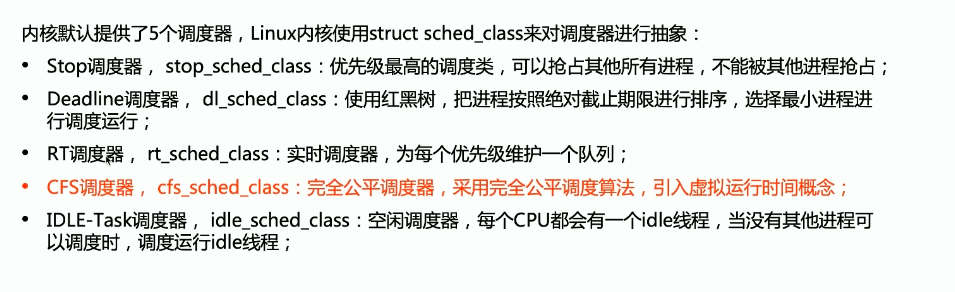 内核默认提供了5个调度器，Linux内核使用struct sched_class来对调度器进行抽象：
• Stop调度器， stop_sched_class：优先级最高的调度类，可以抢占其他所有进程，不能被其他进程抢占；
• Deadline调度器， dl_sched_class：使用红黑树，把进程按照绝对截止期限进行排序，选择最小进程进
行调度运行；
• RT调度器， rt_sched_class：实时调度器，为每个优先级维护一个队列；
• CFS调度器， cfs_sched_class：完全公平调度器，采用完全公平调度算法，引入虚拟运行时间概念；
• IDLE-Task调度器， idle_sched_class：空闲调度器，每个CPU都会有一个idle线程，当没有其他进程可
以调度时，调度运行idle线程；